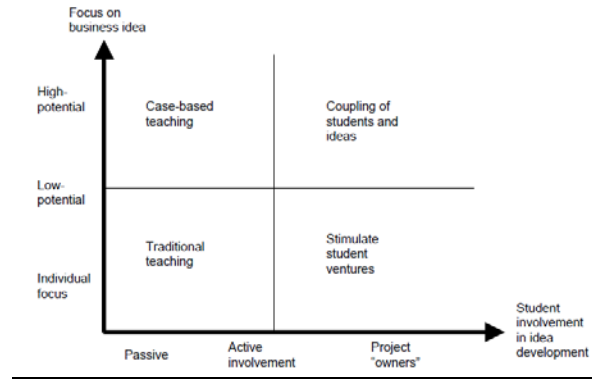 Focus on
business idea
High-
potential
Case-based
teaching
Coupling of
students and
ideas
Low-
potential
Traditional
teaching
Stimulate
student
ventures
Individual
focus
Student
involvement
in idea
development
Passive
Active
involvement
Project
"owners"